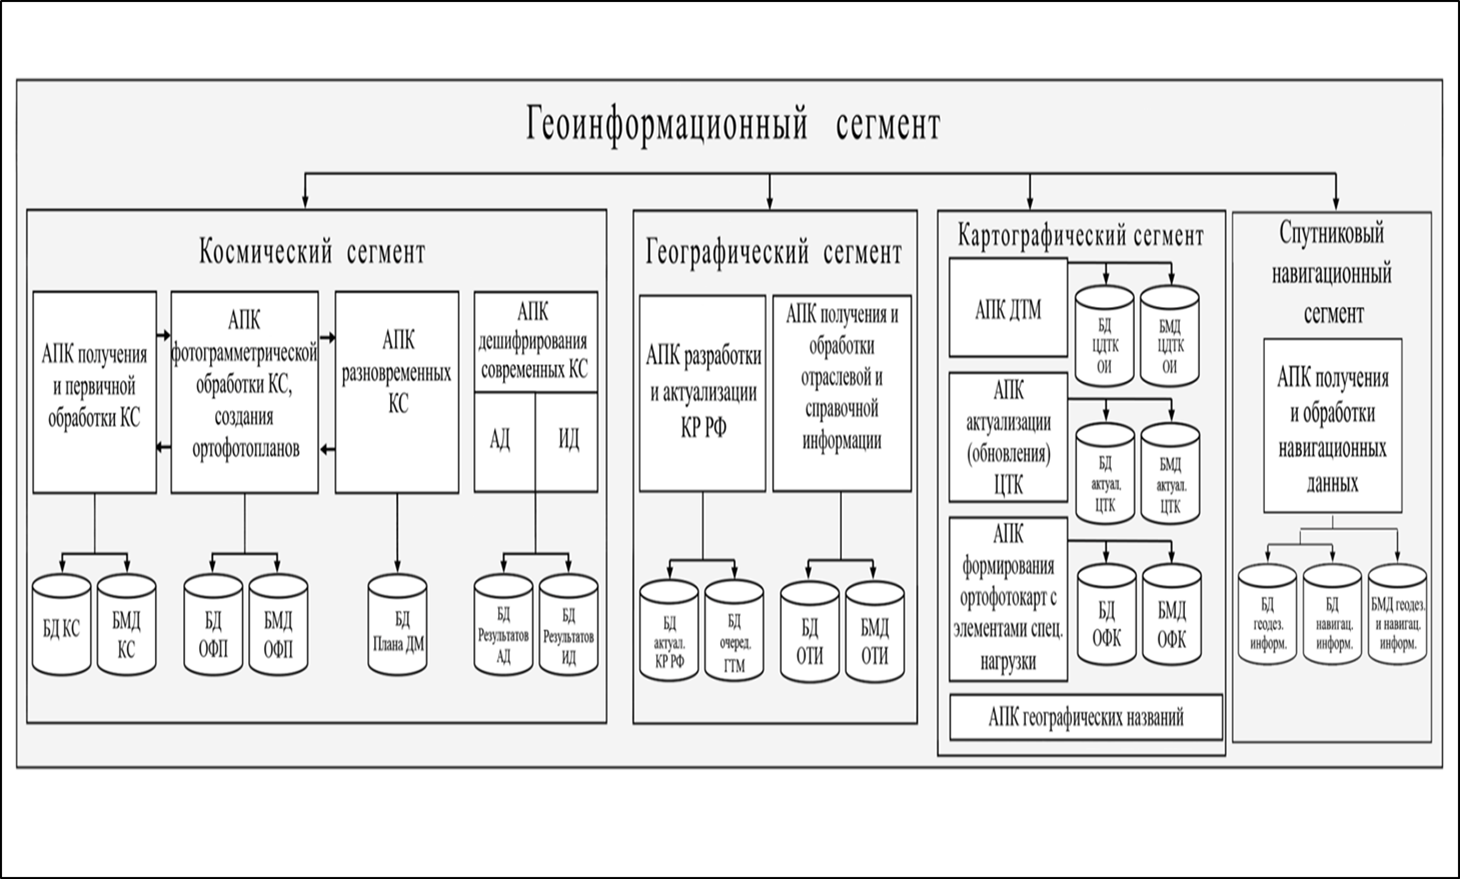 Геоинформационный сегмент
Космический сегмент
АПК получения
и первичной
обработки КС
АПК
фотограмметрической
обработки КС,
создания
ортофотопланов
АПК
разновременных
КС
АПК
дешифрирования
современных КС
АД
ИД
БД КС
БМД
КС
БД
ОФП
БМД
ОФП
БД
Плана ДМ
БД
Результатов
АД
БД
Результатов
ИД
Географический сегмент
АПК разработки
и актуализации
КР РФ
АПК получения и
обработки
отраслевой и
справочной
информации
БД
актуал.
КР РФ
БД
очеред.
ГТМ
БД
ОТИ
БМД
ОТИ
Картографический сегмент
АПК ДТМ
БД
ЦДТК
ОИ
БМД
ЦДТК
ОИ
АПК
актуализации
(обновления)
ЦТК
БД
актуал.
ЦТК
БМД
актуал.
ЦТК
АПК
формирования
ортофотокарт с
элементами спец.
нагрузки
БД
ОФК
БМД
ОФК
АПК географических названий
Спутниковый
навигационный
сегмент
АПК получения
и обработки
навигационных
данных
БД
геодез.
информ.
БД
навигац.
информ.
БМД геодез.
и навигац.
информ.